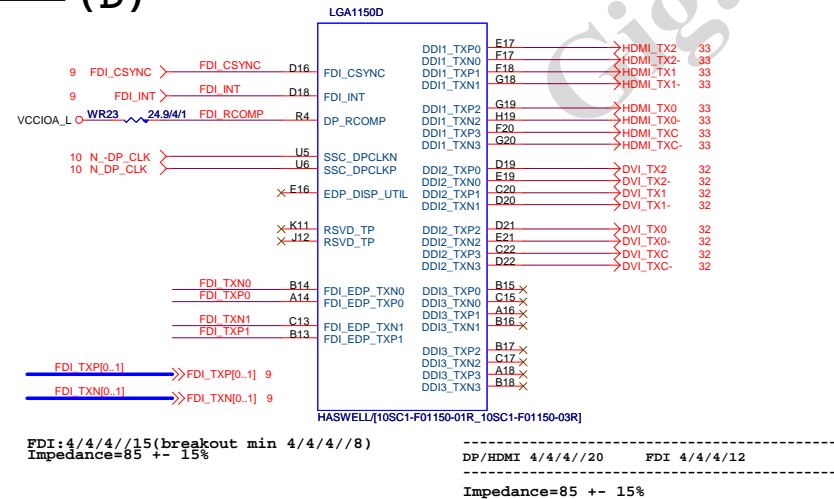 (D)
LGA1150D
Giga
9 FDI_CSYNC FDI_CSYNC D16 FDI_CSYNC
9 FDI_INT FDI_INT D18 FDI_INT
VCCIOA_L WR23 24.9/4/1 FDI_RCOMP R4 DP_RCOMP
10 N_-DP_CLK U5 SSC_DPCLKN
10 N_DP_CLK U6 SSC_DPCLKP
E16 EDP_DISP_UTIL
K11 RSVD_TP
J12 RSVD_TP
FDI_TXN0 B14 FDI_EDP_TXN0
FDI_TXP0 A14 FDI_EDP_TXP0
FDI_TXN1 C13 FDI_EDP_TXN1
FDI_TXP1 B13 FDI_EDP_TXP1
FDI_TXP[0..1] FDI_TXP[0..1] 9
FDI_TXN[0..1] FDI_TXN[0..1] 9
DDI1_TXP0 E17 HDMI_TX2 33
DDI1_TXN0 F17 HDMI_TX2- 33
DDI1_TXP1 F18 HDMI_TX1 33
DDI1_TXN1 G18 HDMI_TX1- 33
DDI1_TXP2 G19 HDMI_TX0 33
DDI1_TXN2 H19 HDMI_TX0- 33
DDI1_TXP3 F20 HDMI_TXC 33
DDI1_TXN3 G20 HDMI_TXC- 33
DDI2_TXP0 D19 DVI_TX2 32
DDI2_TXN0 E19 DVI_TX2- 32
DDI2_TXP1 C20 DVI_TX1 32
DDI2_TXN1 D20 DVI_TX1- 32
DDI2_TXP2 D21 DVI_TX0 32
DDI2_TXN2 E21 DVI_TX0- 32
DDI2_TXP3 C22 DVI_TXC 32
DDI2_TXN3 D22 DVI_TXC- 32
DDI3_TXP0 B15
DDI3_TXN0 C15
DDI3_TXP1 A16
DDI3_TXN1 B16
DDI3_TXP2 B17
DDI3_TXN2 C17
DDI3_TXP3 A18
DDI3_TXN3 B18
HASWELL/[10SC1-F01150-01R_10SC1-F01150-03R]
FDI:4/4/4//15(breakout min 4/4/4//8)
Impedance=85 +- 15%
DP/HDMI 4/4/4//20 FDI 4/4/4/12
Impedance=85 +- 15%